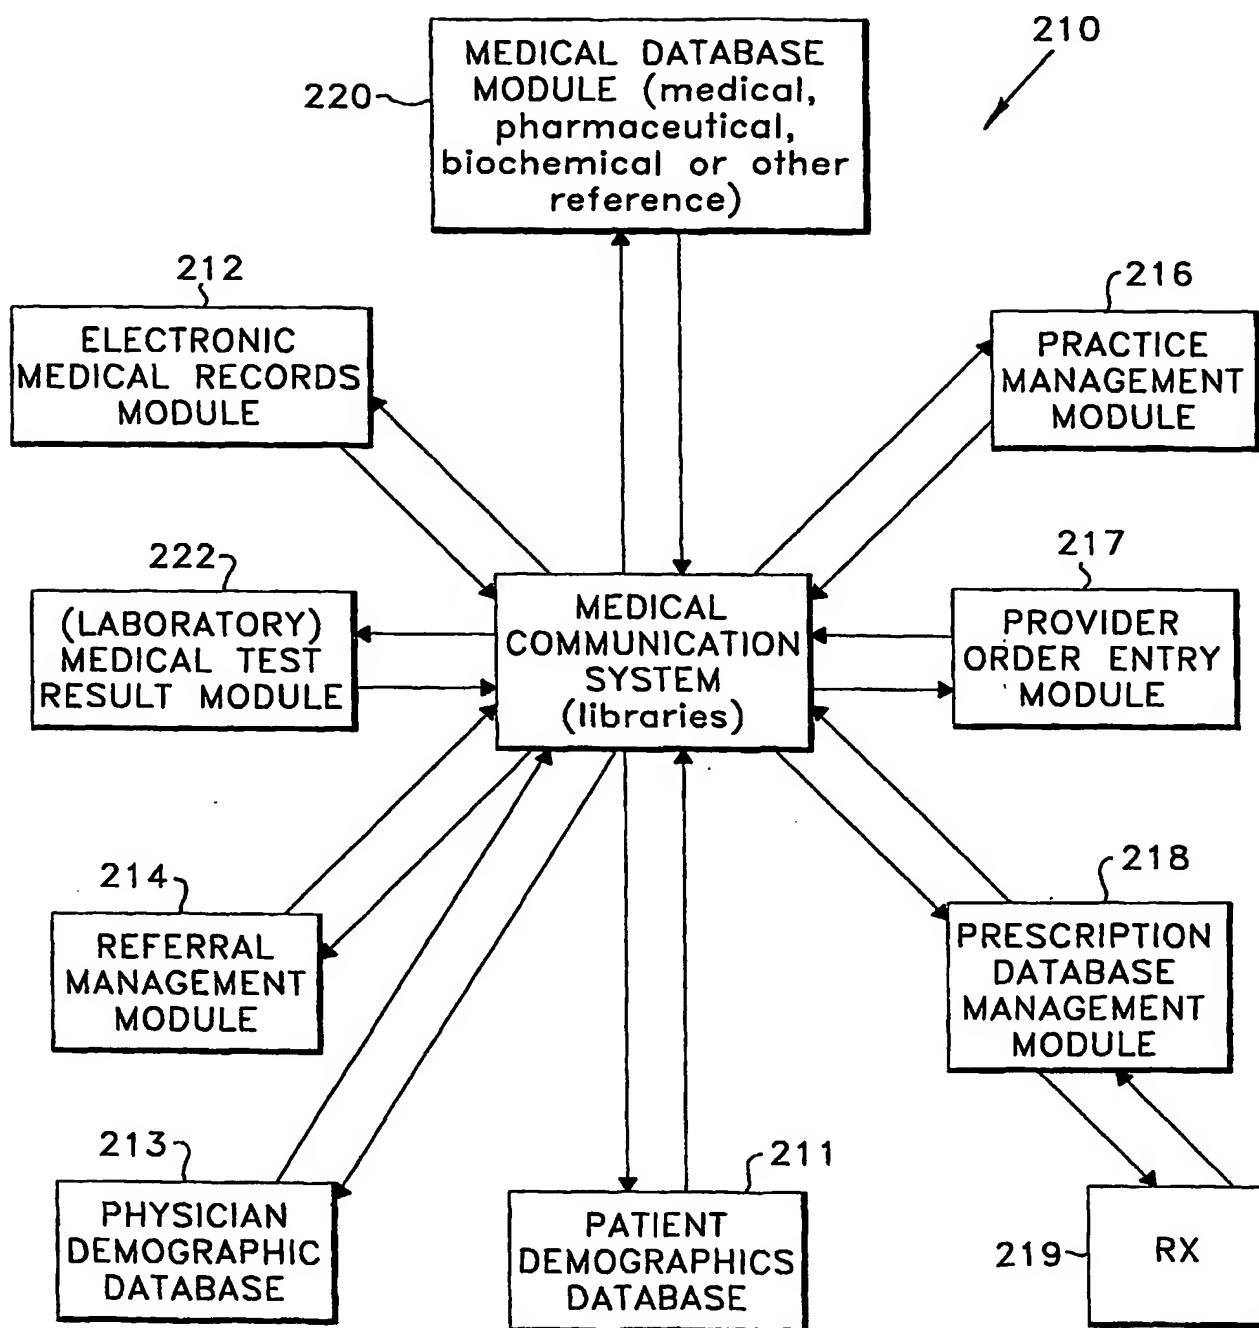 210
220
MEDICAL DATABASE
MODULE (medical,
pharmaceutical,
biochemical or other
reference)
212
ELECTRONIC
MEDICAL RECORDS
MODULE
216
PRACTICE
MANAGEMENT
MODULE
222
(LABORATORY)
MEDICAL TEST
RESULT MODULE
MEDICAL
COMMUNICATION
SYSTEM
(libraries)
217
PROVIDER
ORDER ENTRY
MODULE
214
REFERRAL
MANAGEMENT
MODULE
218
PRESCRIPTION
DATABASE
MANAGEMENT
MODULE
213
PHYSICIAN
DEMOGRAPHIC
DATABASE
211
PATIENT
DEMOGRAPHICS
DATABASE
219
RX